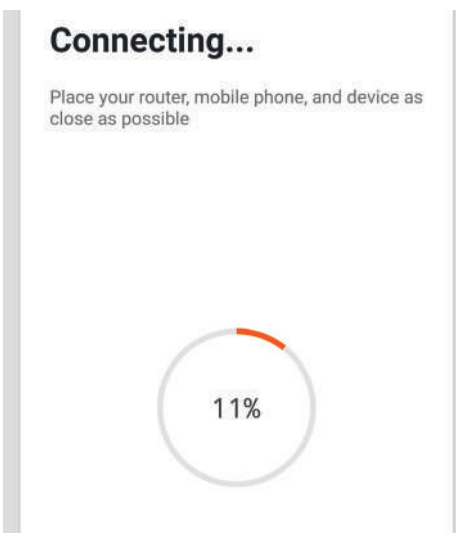 Connecting...
Place your router, mobile phone, and device as
close as possible
11%